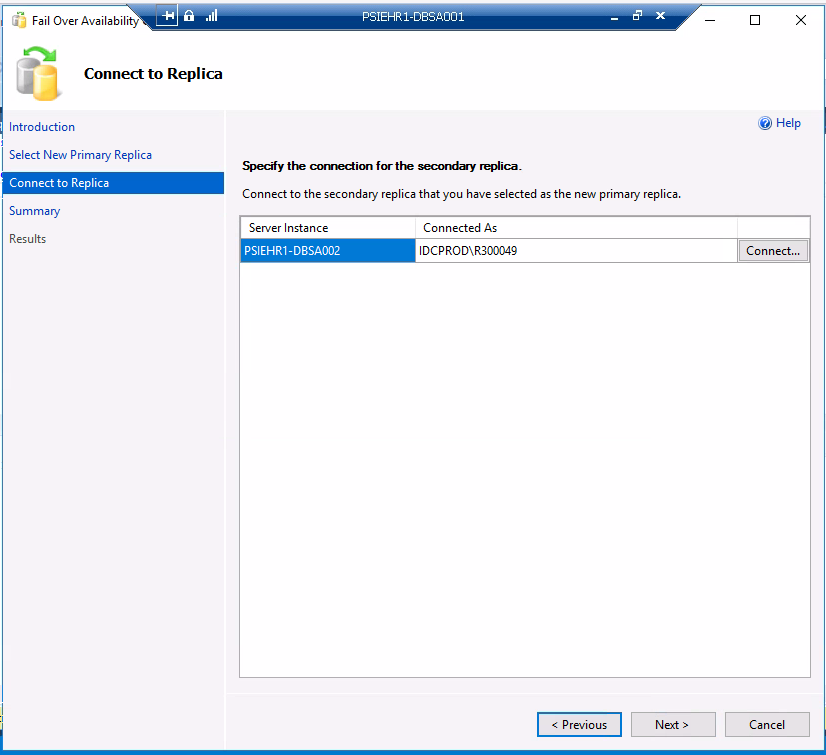 Fail Over Availability
PSIEHR1-DBSA001
Connect to Replica
Introduction
Select New Primary Replica
Connect to Replica
Summary
Results
Help
Specify the connection for the secondary replica.
Connect to the secondary replica that you have selected as the new primary replica.
Server Instance Connected As
PSIEHR1-DBSA002 IDCPROD\R300049 Connect...
< Previous Next > Cancel